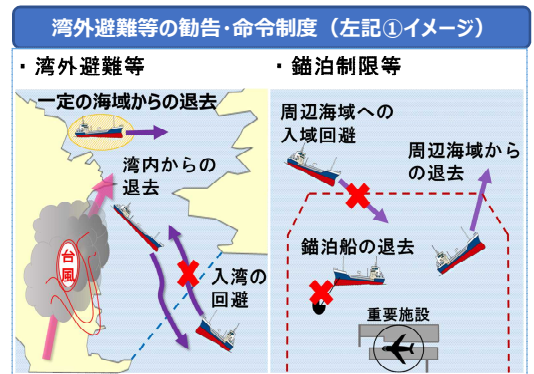 湾外避難等の勧告･命令制度（左記①イメージ）
・湾外避難等
一定の海域からの退去
湾内からの
退去
台風
入湾の
回避
・錨泊制限等
周辺海域への
入域回避
周辺海域から
の退去
錨泊船の退去
重要施設